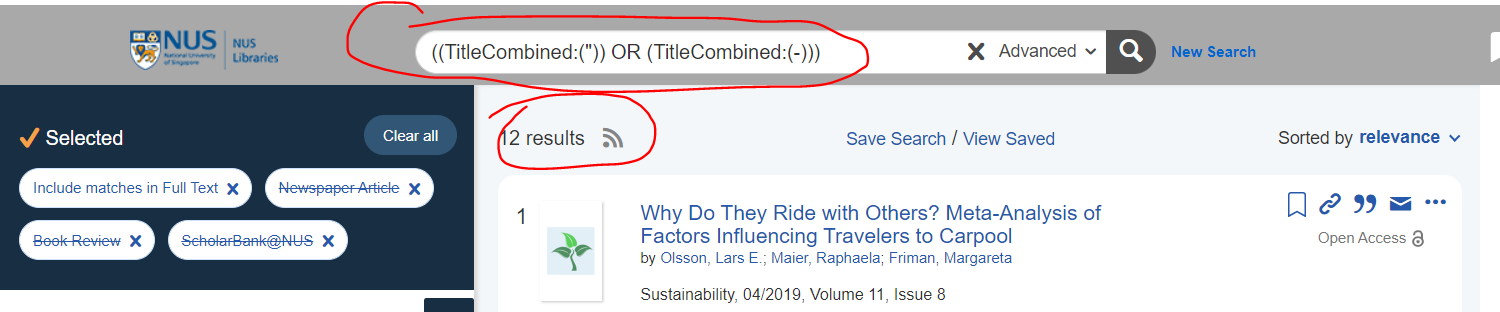 NUS
National University
of Singapore
NUS
Libraries
((TitleCombined:(")) OR (TitleCombined:(-)))
Advanced
New Search
Selected
Clear all
Include matches in Full Text
Newspaper Article
Book Review
ScholarBank@NUS
12 results
Save Search / View Saved
Sorted by relevance
1
Why Do They Ride with Others? Meta-Analysis of
Factors Influencing Travelers to Carpool
by Olsson, Lars E.; Maier, Raphaela; Friman, Margareta
Sustainability, 04/2019, Volume 11, Issue 8
Open Access